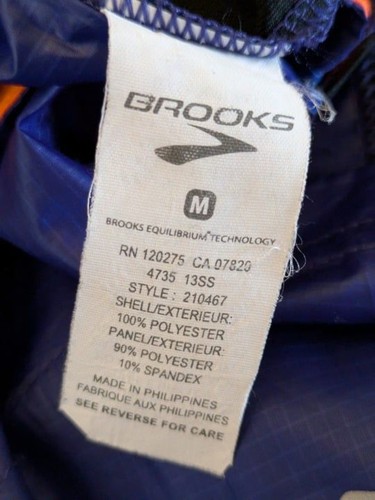 BROOKS
M
BROOKS EQUILIBRIUM TECHNOLOGY
RN 120275 CA 07820
4735 13SS
STYLE : 210467
SHELL/EXTERIEUR:
100% POLYESTER
PANEL/EXTERIEUR:
90% POLYESTER
10% SPANDEX
MADE IN PHILIPPINES
FABRIQUE AUX PHILIPPINES
SEE REVERSE FOR CARE